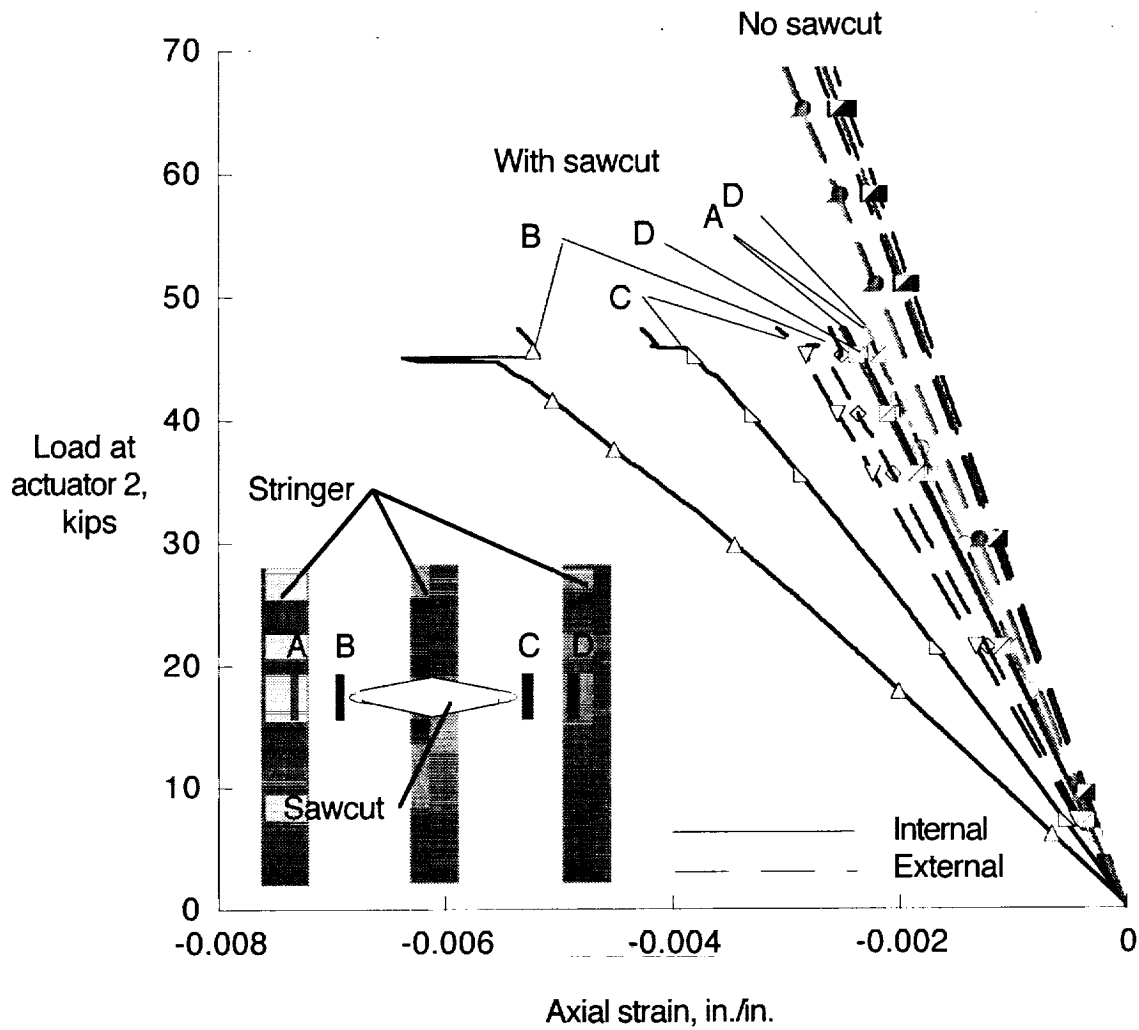 No sawcut
70
With sawcut
60
D
A
B
D
50
C
40
Load at
actuator 2,
kips
Stringer
30
A
B
C
D
20
10
Sawcut
Internal
External
0
-0.008
-0.006
-0.004
-0.002
0
Axial strain, in./in.